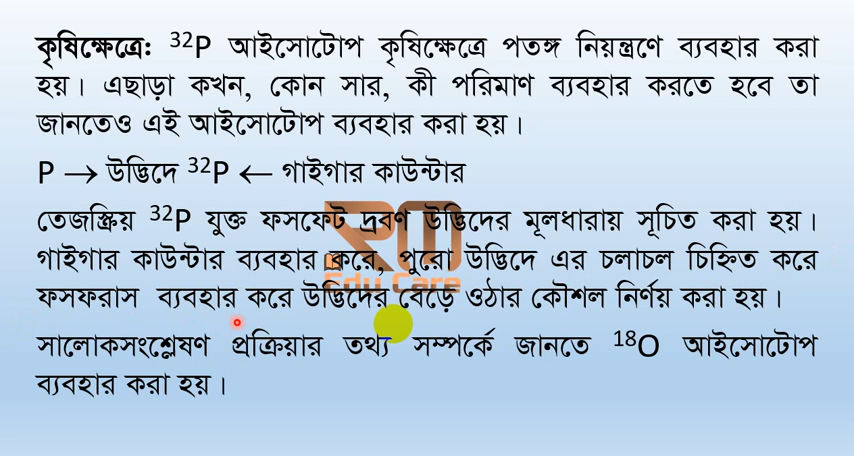 কৃষিক্ষেত্রে: ³²P আইসোটোপ কৃষিক্ষেত্রে পতঙ্গ নিয়ন্ত্রণে ব্যবহার করা
হয়। এছাড়া কখন, কোন সার, কী পরিমাণ ব্যবহার করতে হবে তা
জানতেও এই আইসোটোপ ব্যবহার করা হয়।
P → উদ্ভিদে ³²P ← গাইগার কাউন্টার
তেজস্ক্রিয় ³²P যুক্ত ফসফেট দ্রবণ উদ্ভিদের মূলধারায় সূচিত করা হয়।
গাইগার কাউন্টার ব্যবহার করে, পুরো উদ্ভিদে এর চলাচল চিহ্নিত করে
Edu Care
ফসফরাস ব্যবহার করে উদ্ভিদের বেড়ে ওঠার কৌশল নির্ণয় করা হয়।
সালোকসংশ্লেষণ প্রক্রিয়ার তথ্য সম্পর্কে জানতে ¹⁸O আইসোটোপ
ব্যবহার করা হয়।